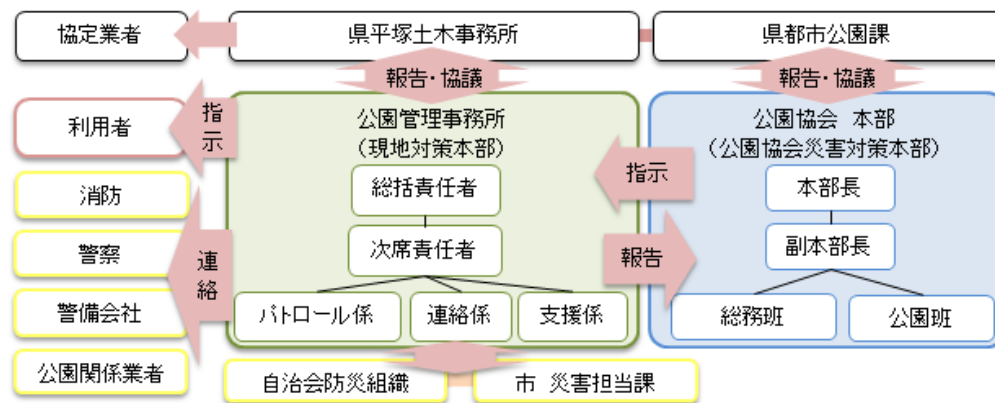 協定業者
県平塚土木事務所
県都市公園課
報告・協議
報告・協議
利用者
指示
公園管理事務所
（現地対策本部）
公園協会 本部
（公園協会災害対策本部）
総括責任者
指示
本部長
消防
警察
連絡
次席責任者
報告
副本部長
警備会社
パトロール係
連絡係
支援係
総務班
公園班
公園関係業者
自治会防災組織
市 災害担当課